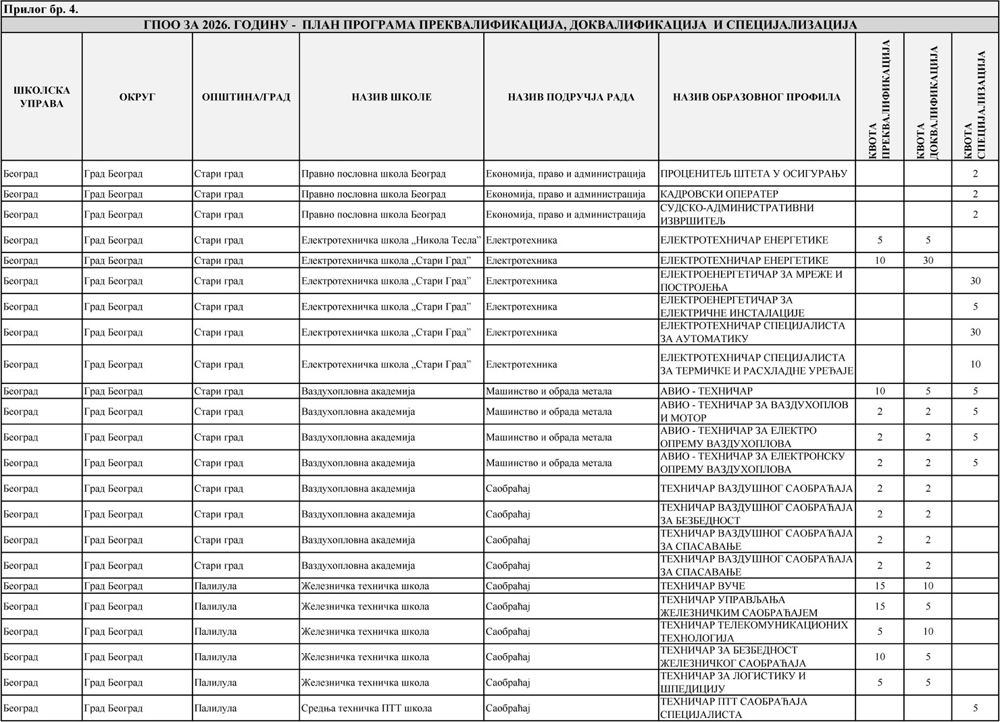 Прилог бр. 4.
ГПОО ЗА 2026. ГОДИНУ - ПЛАН ПРОГРАМА ПРЕКВАЛИФИКАЦИЈА, ДОКВАЛИФИКАЦИЈА И СПЕЦИЈАЛИЗАЦИЈА
ШКОЛСКА УПРАВА ОКРУГ ОПШТИНА/ГРАД НАЗИВ ШКОЛЕ НАЗИВ ПОДРУЧЈА РАДА НАЗИВ ОБРАЗОВНОГ ПРОФИЛА КВОТА ПРЕКВАЛИФИКАЦИЈА КВОТА ДОКВАЛИФИКАЦИЈА КВОТА СПЕЦИЈАЛИЗАЦИЈА
Београд Град Београд Стари град Правно пословна школа Београд Економија, право и администрација ПРОЦЕНИТЕЉ ШТЕТА У ОСИГУРАЊУ 2
Београд Град Београд Стари град Правно пословна школа Београд Економија, право и администрација КАДРОВСКИ ОПЕРАТЕР 2
Београд Град Београд Стари град Правно пословна школа Београд Економија, право и администрација СУДСКО-АДМИНИСТРАТИВНИ ИЗВРШИТЕЉ 2
Београд Град Београд Стари град Електротехничка школа „Никола Тесла” Електротехника ЕЛЕКТРОТЕХНИЧАР ЕНЕРГЕТИКЕ 5 5
Београд Град Београд Стари град Електротехничка школа „Стари Град” Електротехника ЕЛЕКТРОТЕХНИЧАР ЕНЕРГЕТИКЕ 10 30
Београд Град Београд Стари град Електротехничка школа „Стари Град” Електротехника ЕЛЕКТРОЕНЕРГЕТИЧАР ЗА МРЕЖЕ И ПОСТРОЈЕЊА 30
Београд Град Београд Стари град Електротехничка школа „Стари Град” Електротехника ЕЛЕКТРОЕНЕРГЕТИЧАР ЗА ЕЛЕКТРИЧНЕ ИНСТАЛАЦИЈЕ 5
Београд Град Београд Стари град Електротехничка школа „Стари Град” Електротехника ЕЛЕКТРОТЕХНИЧАР СПЕЦИЈАЛИСТА ЗА АУТОМАТИКУ 30
Београд Град Београд Стари град Електротехничка школа „Стари Град” Електротехника ЕЛЕКТРОТЕХНИЧАР СПЕЦИЈАЛИСТА ЗА ТЕРМИЧКЕ И РАСХЛАДНЕ УРЕЂАЈЕ 10
Београд Град Београд Стари град Ваздухопловна академија Машинство и обрада метала АВИО - ТЕХНИЧАР 10 5 5
Београд Град Београд Стари град Ваздухопловна академија Машинство и обрада метала АВИО - ТЕХНИЧАР ЗА ВАЗДУХОПЛОВ И МОТОР 2 2 5
Београд Град Београд Стари град Ваздухопловна академија Машинство и обрада метала АВИО - ТЕХНИЧАР ЗА ЕЛЕКТРО ОПРЕМУ ВАЗДУХОПЛОВА 2 2 5
Београд Град Београд Стари град Ваздухопловна академија Машинство и обрада метала АВИО - ТЕХНИЧАР ЗА ЕЛЕКТРОНСКУ ОПРЕМУ ВАЗДУХОПЛОВА 2 2 5
Београд Град Београд Стари град Ваздухопловна академија Саобраћај ТЕХНИЧАР ВАЗДУШНОГ САОБРАЋАЈА 2 2
Београд Град Београд Стари град Ваздухопловна академија Саобраћај ТЕХНИЧАР ВАЗДУШНОГ САОБРАЋАЈА ЗА БЕЗБЕДНОСТ 2 2
Београд Град Београд Стари град Ваздухопловна академија Саобраћај ТЕХНИЧАР ВАЗДУШНОГ САОБРАЋАЈА ЗА СПАСАВАЊЕ 2 2
Београд Град Београд Стари град Ваздухопловна академија Саобраћај ТЕХНИЧАР ВАЗДУШНОГ САОБРАЋАЈА ЗА СПАСАВАЊЕ 2 2
Београд Град Београд Палилула Железничка техничка школа Саобраћај ТЕХНИЧАР ВУЧЕ 15 10
Београд Град Београд Палилула Железничка техничка школа Саобраћај ТЕХНИЧАР УПРАВЉАЊА ЖЕЛЕЗНИЧКИМ САОБРАЋАЈЕМ 15 5
Београд Град Београд Палилула Железничка техничка школа Саобраћај ТЕХНИЧАР ТЕЛЕКОМУНИКАЦИОНИХ ТЕХНОЛОГИЈА 5 10
Београд Град Београд Палилула Железничка техничка школа Саобраћај ТЕХНИЧАР ЗА БЕЗБЕДНОСТ ЖЕЛЕЗНИЧКОГ САОБРАЋАЈА 10 5
Београд Град Београд Палилула Железничка техничка школа Саобраћај ТЕХНИЧАР ЗА ЛОГИСТИКУ И ШПЕДИЦИЈУ 5 5
Београд Град Београд Палилула Средња техничка ПТТ школа Саобраћај ТЕХНИЧАР ПТТ САОБРАЋАЈА СПЕЦИЈАЛИСТА 5